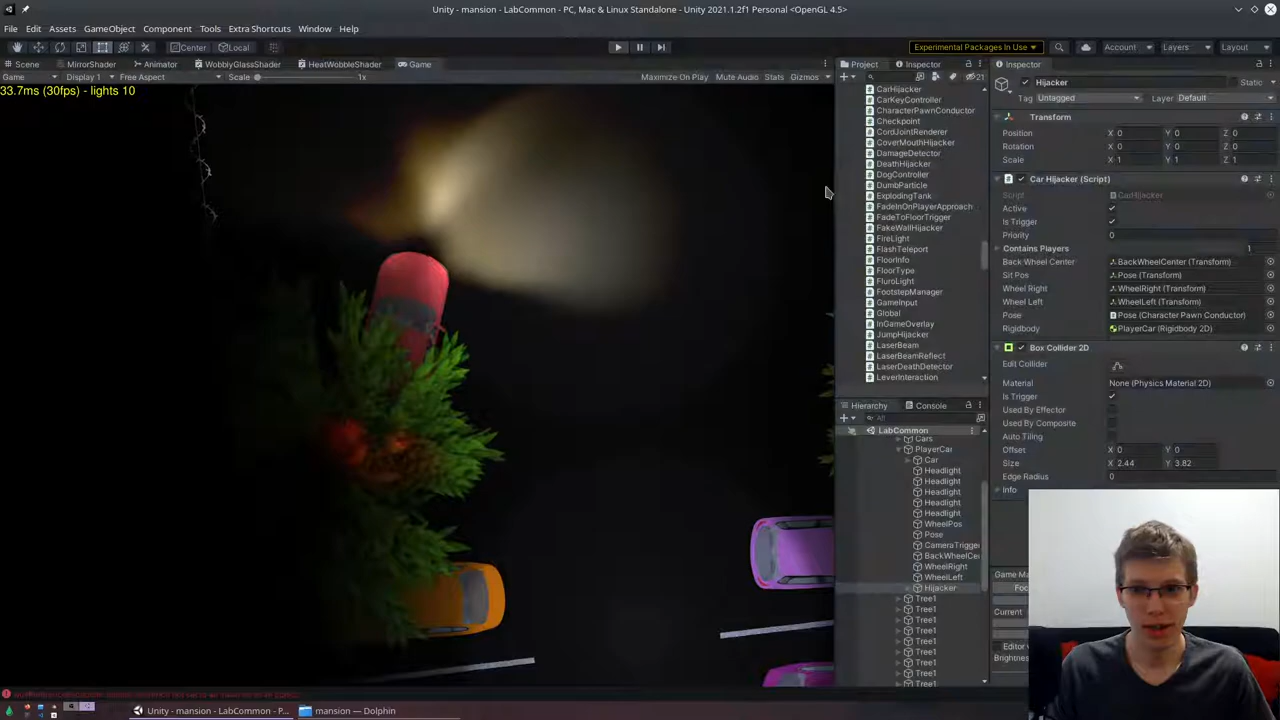 Unity - mansion - LabCommon - PC, Mac & Linux Standalone - Unity 2021.1.2f1 Personal <OpenGL 4.5>
File Edit Assets GameObject Component Tools Extra Shortcuts Window Help
Center Local Experimental Packages In Use Account Layers Layout
Scene MirrorShader Animator WobblyGlassShader HeatWobbleShader Game
Game Display 1 Free Aspect Scale 1x Maximize On Play Mute Audio Stats Gizmos
33.7ms (30fps) - lights 10
Project Inspector
21
CarHijacker
CarKeyController
CharacterPawnConductor
Checkpoint
CordJointRenderer
CoverMouthHijacker
DamageDetector
DeathHijacker
DogController
DumbParticle
ExplodingTank
FadeInOnPlayerApproach
FadeToFloorTrigger
FakeWallHijacker
FireLight
FlashTeleport
FloorInfo
FloorType
FluroLight
FootstepManager
GameInput
Global
InGameOverlay
JumpHijacker
LaserBeam
LaserBeamReflect
LaserDeathDetector
LeverInteraction
Hierarchy Console
All
LabCommon
Cars
PlayerCar
Car
Headlight
Headlight
Headlight
Headlight
Headlight
WheelPos
Pose
CameraTrigge
BackWheelCe
WheelRight
WheelLeft
Hijacker
Tree1
Tree1
Tree1
Tree1
Tree1
Tree1
Tree1
Tree1
Tree1
Inspector
Hijacker Static
Tag Untagged Layer Default
Transform
Position X 0 Y 0 Z 0
Rotation X 0 Y 0 Z 0
Scale X 1 Y 1 Z 1
Car Hijacker (Script)
Script CarHijacker
Active
Is Trigger
Priority 0
Contains Players 1
Back Wheel Center BackWheelCenter (Transform)
Sit Pos Pose (Transform)
Wheel Right WheelRight (Transform)
Wheel Left WheelLeft (Transform)
Pose Pose (Character Pawn Conductor)
Rigidbody PlayerCar (Rigidbody 2D)
Box Collider 2D
Edit Collider
Material None (Physics Material 2D)
Is Trigger
Used By Effector
Used By Composite
Auto Tiling
Offset X 0 Y 0
Size X 2.44 Y 3.82
Edge Radius 0
Info
Game Ma
Foc
Current
Editor v
Brightnes
Unity - mansion - LabCommon - P... mansion — Dolphin